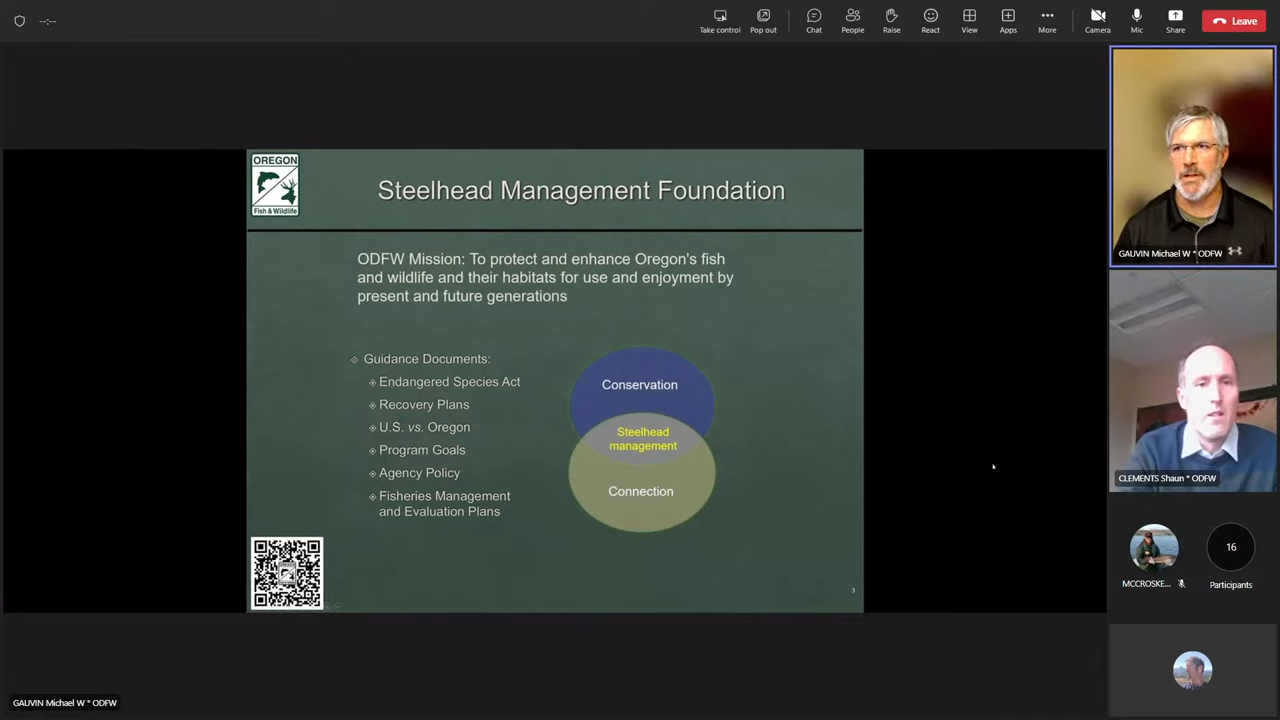 --:--
Take control
Pop out
Chat
People
Raise
React
View
Apps
More
Camera
Mic
Share
Leave
OREGON
Fish & Wildlife
Steelhead Management Foundation
ODFW Mission: To protect and enhance Oregon's fish
and wildlife and their habitats for use and enjoyment by
present and future generations
Guidance Documents:
Endangered Species Act
Recovery Plans
U.S. vs. Oregon
Program Goals
Agency Policy
Fisheries Management
and Evaluation Plans
Conservation
Steelhead
management
Connection
3
GAUVIN Michael W * ODFW
CLEMENTS Shaun * ODFW
MCCROSKE...
16
Participants
GAUVIN Michael W * ODFW